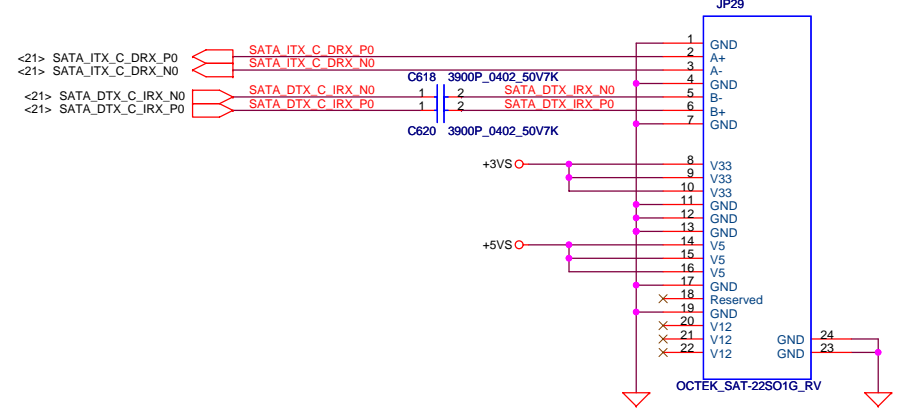 JP29
1 GND
<21> SATA_ITX_C_DRX_P0 SATA_ITX_C_DRX_P0 2 A+
<21> SATA_ITX_C_DRX_N0 SATA_ITX_C_DRX_N0 3 A-
C618 3900P_0402_50V7K 4 GND
<21> SATA_DTX_C_IRX_N0 SATA_DTX_C_IRX_N0 1 2 SATA_DTX_IRX_N0 5 B-
<21> SATA_DTX_C_IRX_P0 SATA_DTX_C_IRX_P0 1 2 SATA_DTX_IRX_P0 6 B+
7 GND
C620 3900P_0402_50V7K
+3VS 8 V33
9 V33
10 V33
11 GND
12 GND
13 GND
+5VS 14 V5
15 V5
16 V5
17 GND
18 Reserved
19 GND
20 V12
21 V12 GND 24
22 V12 GND 23
OCTEK_SAT-22SO1G_RV